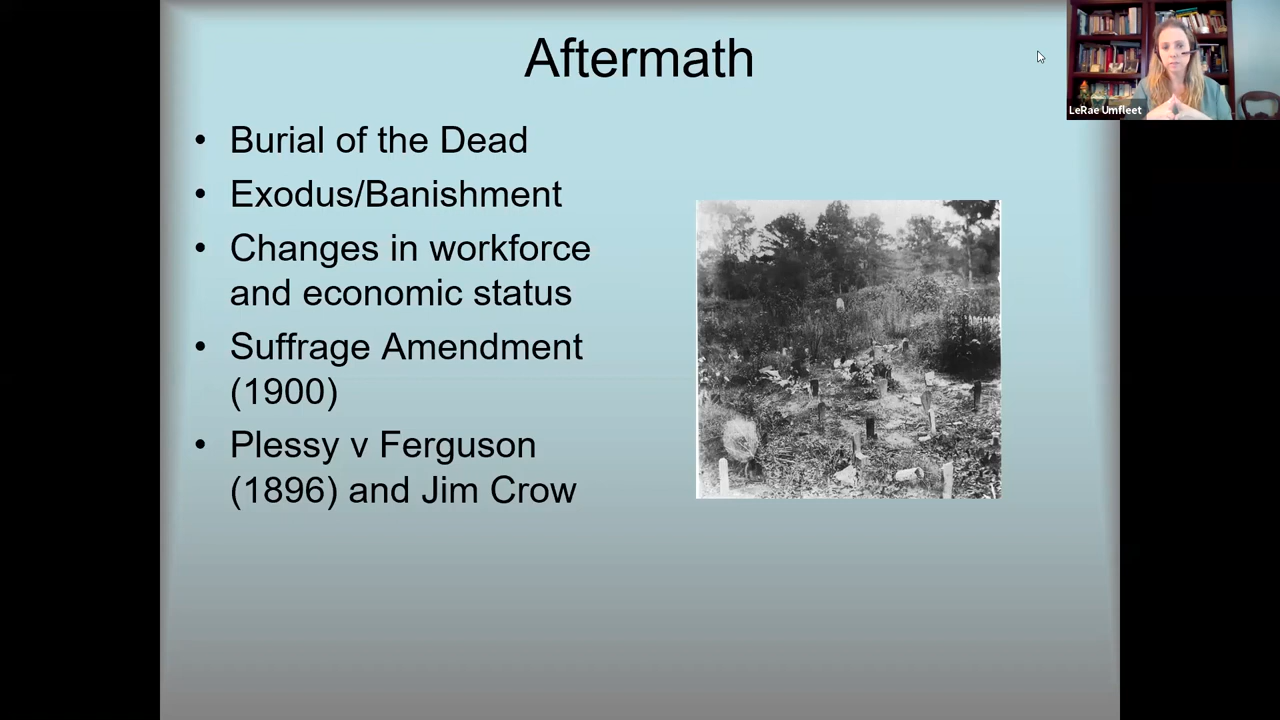 Aftermath
LeRae Umfleet
• Burial of the Dead
• Exodus/Banishment
• Changes in workforce
and economic status
• Suffrage Amendment
(1900)
• Plessy v Ferguson
(1896) and Jim Crow